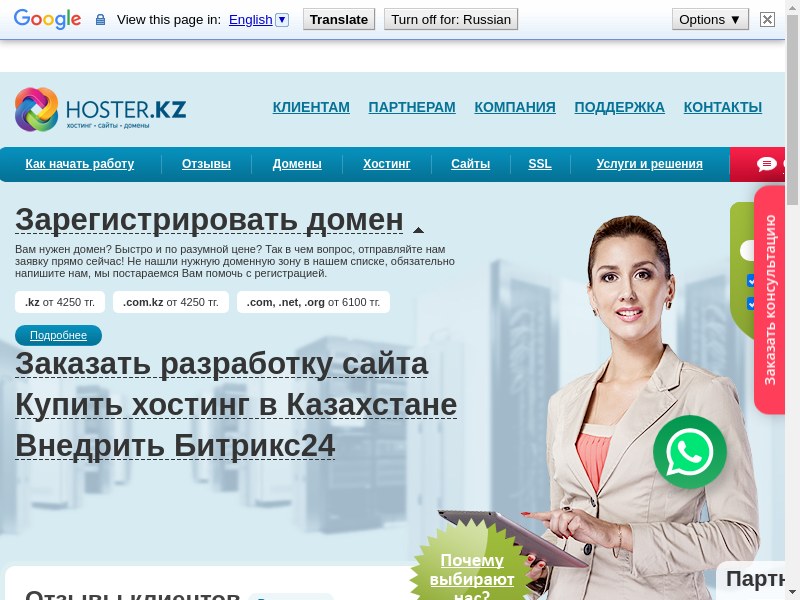 Google View this page in: English Translate Turn off for: Russian Options ▼
HOSTER.KZ
хостинг • сайты • домены
КЛИЕНТАМ ПАРТНЕРАМ КОМПАНИЯ ПОДДЕРЖКА КОНТАКТЫ
Как начать работу Отзывы Домены Хостинг Сайты SSL Услуги и решения
Зарегистрировать домен
Вам нужен домен? Быстро и по разумной цене? Так в чем вопрос, отправляйте нам
заявку прямо сейчас! Не нашли нужную доменную зону в нашем списке, обязательно
напишите нам, мы постараемся Вам помочь с регистрацией.
.kz от 4250 тг. .com.kz от 4250 тг. .com, .net, .org от 6100 тг.
Подробнее
Заказать разработку сайта
Купить хостинг в Казахстане
Внедрить Битрикс24
Заказать консультацию
Почему
выбирают
нас?
Отзывы клиентов
Партн